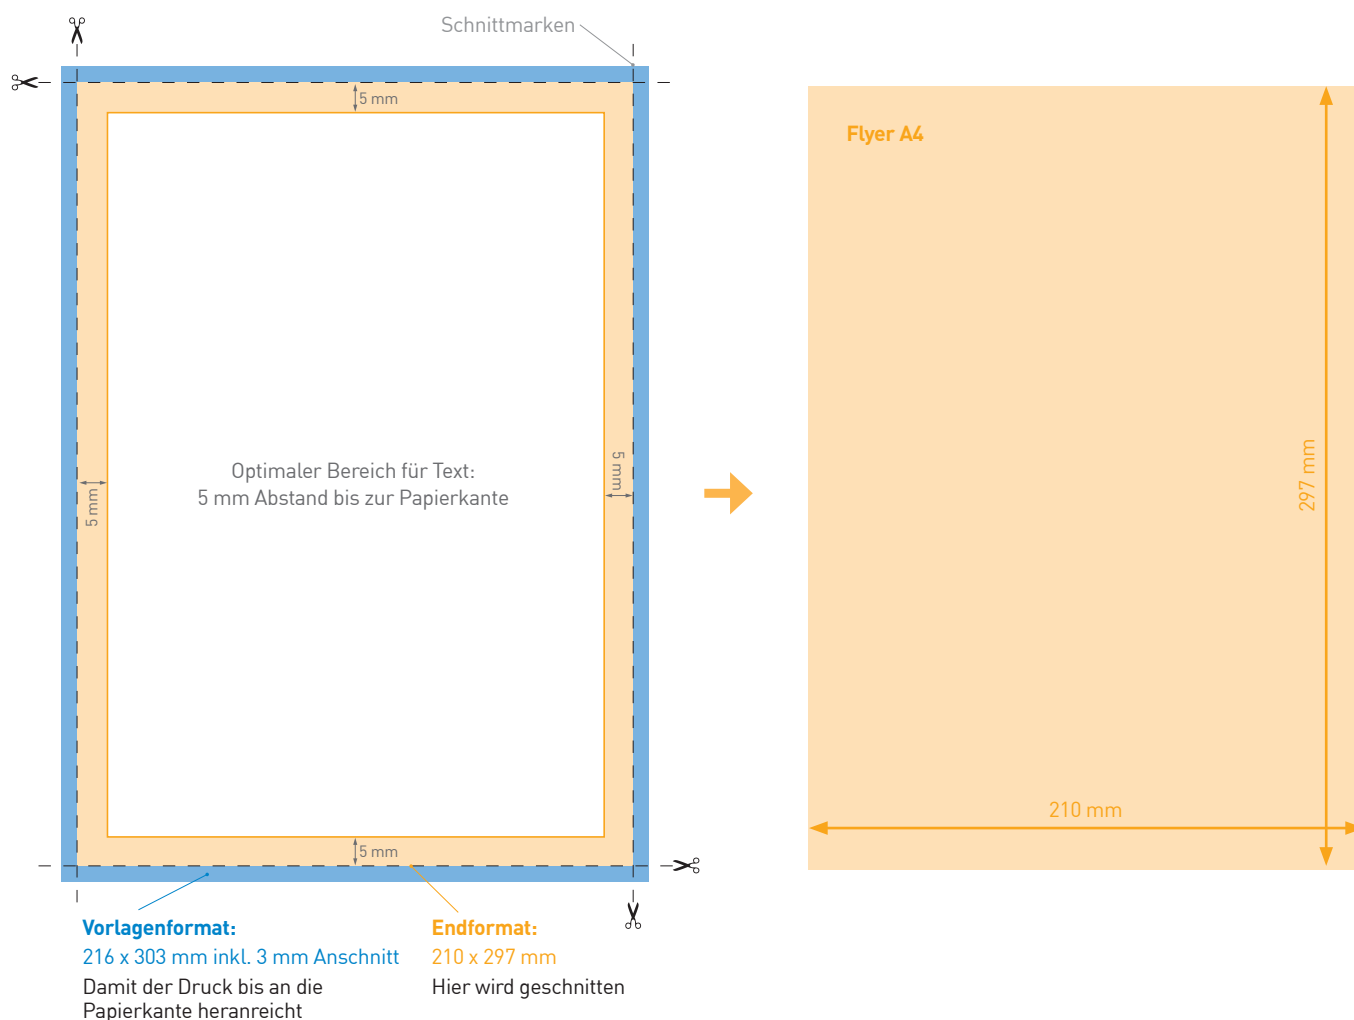 Schnittmarken
5 mm
Flyer A4
Optimaler Bereich für Text:
5 mm Abstand bis zur Papierkante
5 mm
5 mm
297 mm
210 mm
5 mm
Vorlagenformat:
216 x 303 mm inkl. 3 mm Anschnitt
Damit der Druck bis an die
Papierkante heranreicht
Endformat:
210 x 297 mm
Hier wird geschnitten